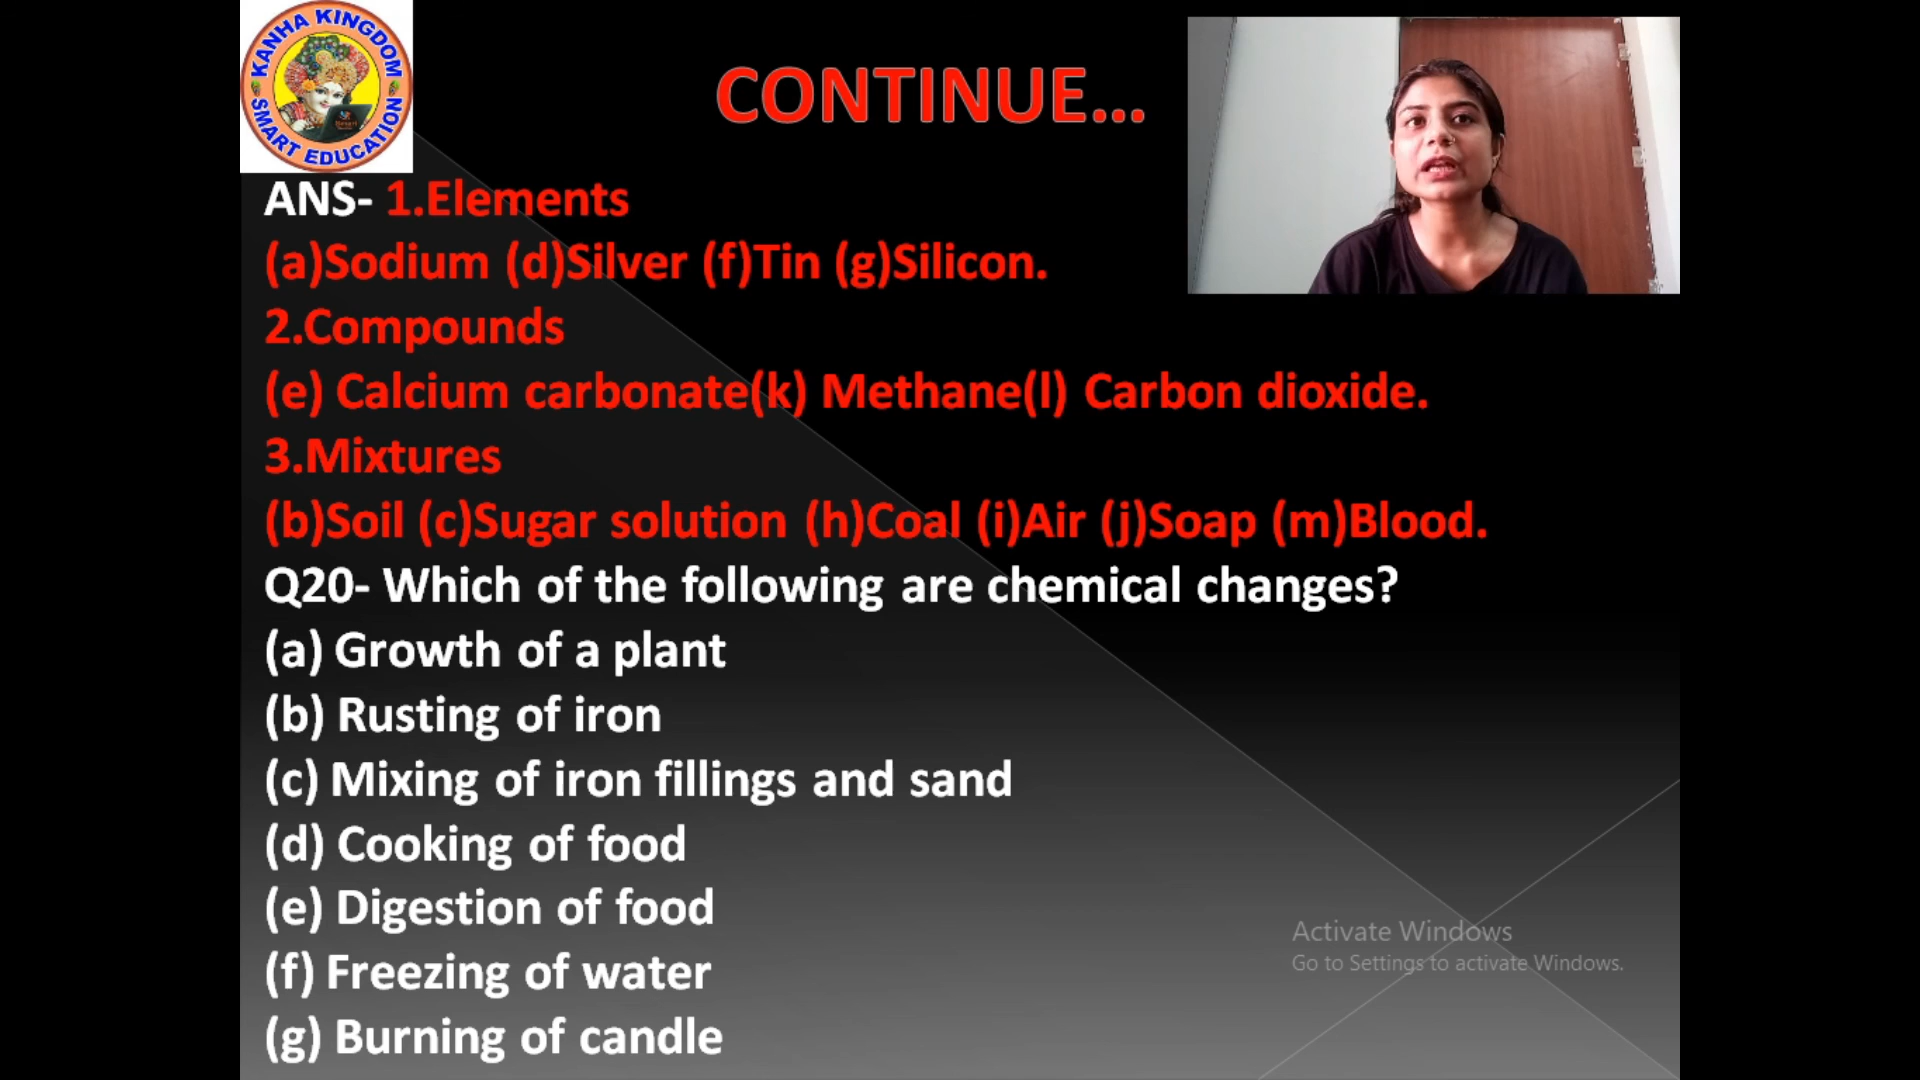 KANHA KINGDOM
SMART EDUCATION
CONTINUE...
ANS- 1.Elements
(a)Sodium (d)Silver (f)Tin (g)Silicon.
2.Compounds
(e) Calcium carbonate(k) Methane(l) Carbon dioxide.
3.Mixtures
(b)Soil (c)Sugar solution (h)Coal (i)Air (j)Soap (m)Blood.
Q20- Which of the following are chemical changes?
(a) Growth of a plant
(b) Rusting of iron
(c) Mixing of iron fillings and sand
(d) Cooking of food
(e) Digestion of food
(f) Freezing of water
(g) Burning of candle
Activate Windows
Go to Settings to activate Windows.